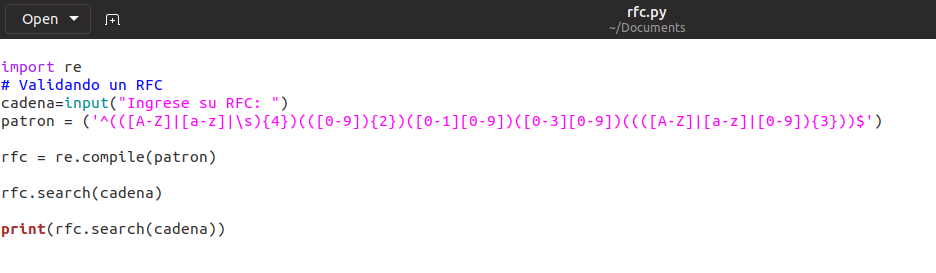 Open
rfc.py
~/Documents
import re
# Validando un RFC
cadena=input("Ingrese su RFC: ")
patron = ('^(([A-Z]|[a-z]|\s){4})(([0-9]){2})([0-1][0-9])([0-3][0-9])((([A-Z]|[a-z]|[0-9]){3}))$')
rfc = re.compile(patron)
rfc.search(cadena)
print(rfc.search(cadena))